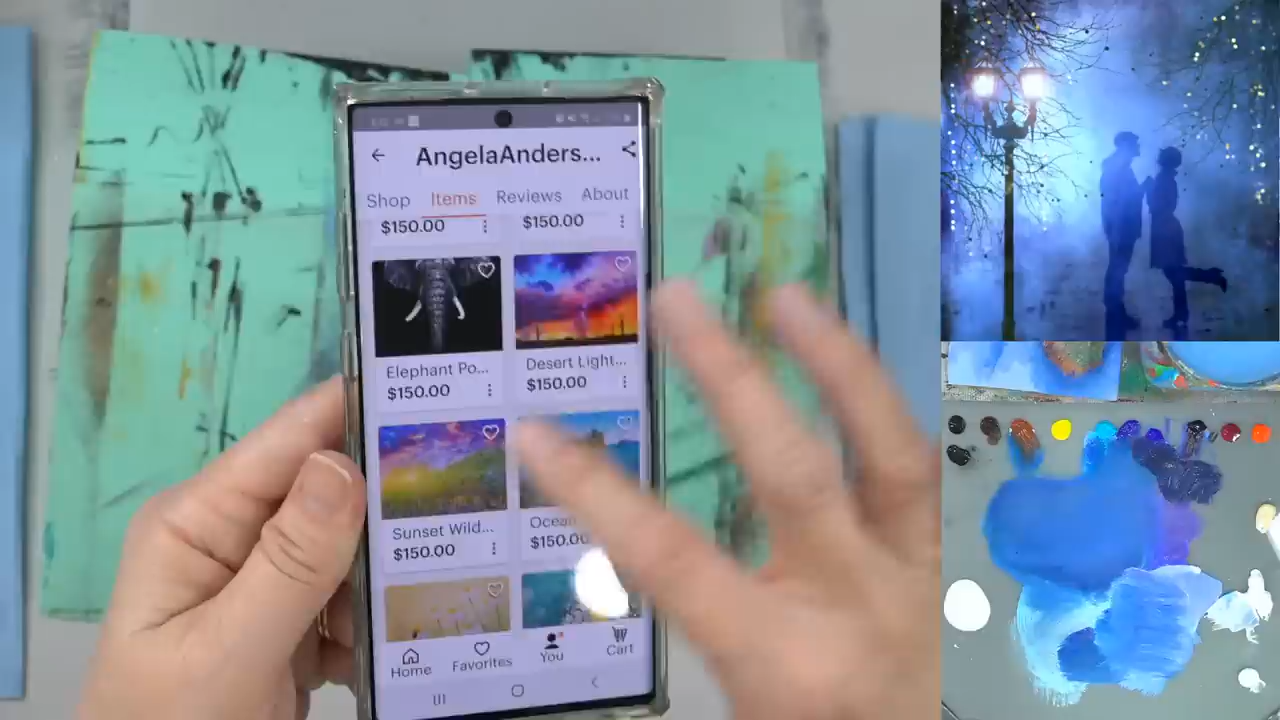 AngelaAnders...
Shop Items Reviews About
$150.00 $150.00
Elephant Po... Desert Light...
$150.00 $150.00
Sunset Wild... Ocean
$150.00 $150.00
Home Favorites You Cart